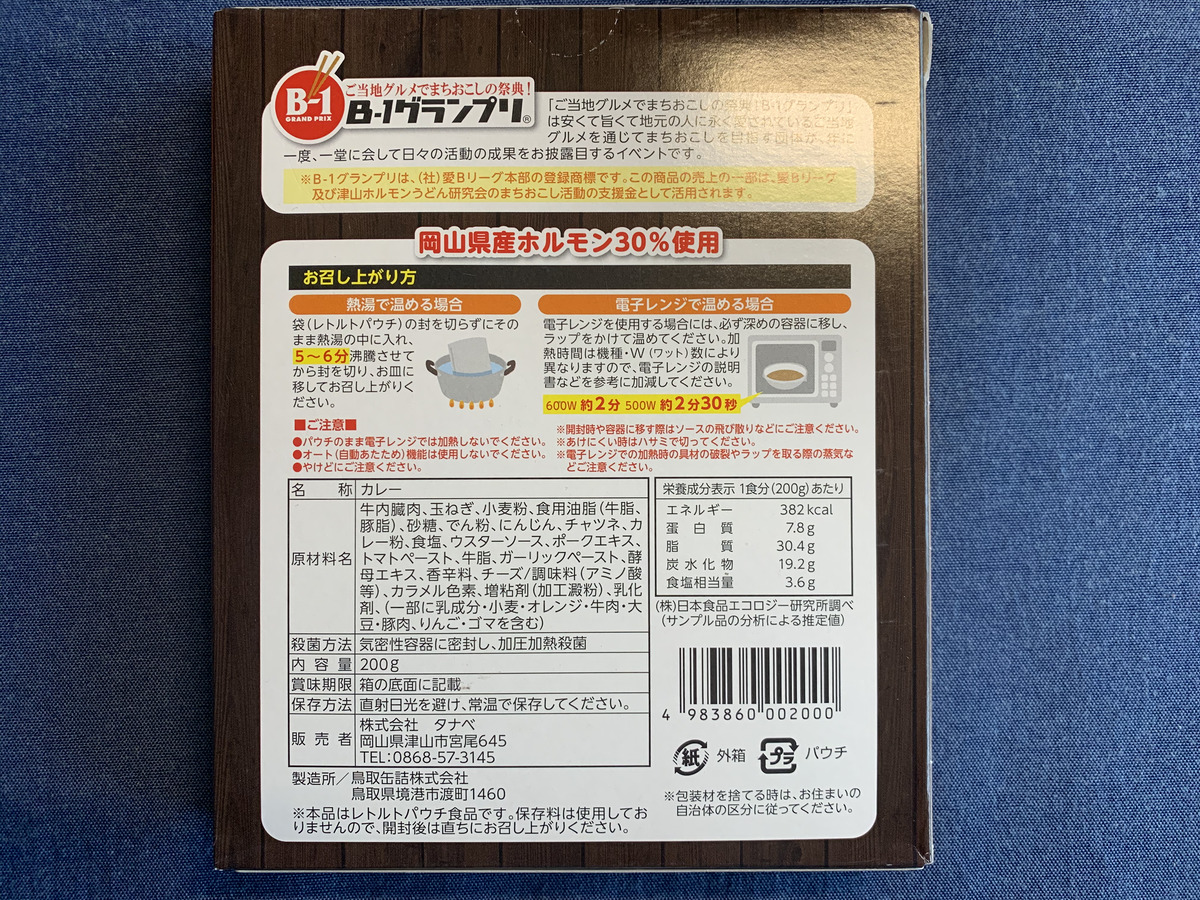 B-1
GRAND PRIX
ご当地グルメでまちおこしの祭典!
B-1グランプリ®
「ご当地グルメでまちおこしの祭典!B-1グランプリ」
は安くて旨くて地元の人に永く愛されているご当地
グルメを通じてまちおこしを目指す団体が、年に
一度、一堂に会して日々の活動の成果をお披露目するイベントです。
※B-1グランプリは、(社)愛Bリーグ本部の登録商標です。この商品の売上の一部は、愛Bリーグ
及び津山ホルモンうどん研究会のまちおこし活動の支援金として活用されます。
岡山県産ホルモン30%使用
お召し上がり方
熱湯で温める場合
袋(レトルトパウチ)の封を切らずにその
まま熱湯の中に入れ、
5~6分沸騰させて
から封を切り、お皿に
移してお召し上がりく
ださい。
電子レンジで温める場合
電子レンジを使用する場合には、必ず深めの容器に移し、
ラップをかけて温めてください。加
熱時間は機種・W(ワット)数により
異なりますので、電子レンジの説明
書などを参考に加減してください。
600W 約2分 500W 約2分30秒
■ご注意■
●パウチのまま電子レンジでは加熱しないでください。
●オート(自動あたため)機能は使用しないでください。
●やけどにご注意ください。
※開封時や容器に移す際はソースの飛び散りなどにご注意ください。
※あけにくい時はハサミで切ってください。
※電子レンジでの加熱時の具材の破裂やラップを取る際の蒸気な
どご注意ください。
名称 カレー
原材料名 牛内臓肉、玉ねぎ、小麦粉、食用油脂(牛脂、
豚脂)、砂糖、でん粉、にんじん、チャツネ、カ
レー粉、食塩、ウスターソース、ポークエキス、
トマトペースト、牛脂、ガーリックペースト、酵
母エキス、香辛料、チーズ/調味料(アミノ酸
等)、カラメル色素、増粘剤(加工澱粉)、乳化
剤、(一部に乳成分・小麦・オレンジ・牛肉・大
豆・豚肉、りんご・ゴマを含む)
殺菌方法 気密性容器に密封し、加圧加熱殺菌
内容量 200g
賞味期限 箱の底面に記載
保存方法 直射日光を避け、常温で保存してください。
販売者 株式会社 タナベ
岡山県津山市宮尾645
TEL:0868-57-3145
製造所/鳥取缶詰株式会社
鳥取県境港市渡町1460
※本品はレトルトパウチ食品です。保存料は使用してお
りませんので、開封後は直ちにお召し上がりください。
栄養成分表示 1食分(200g)あたり
エネルギー 382kcal
蛋白質 7.8g
脂質 30.4g
炭水化物 19.2g
食塩相当量 3.6g
(株)日本食品エコロジー研究所調べ
(サンプル品の分析による推定値)
4 983860 002000
紙 外箱 プラ パウチ
※包装材を捨てる時は、お住まいの
自治体の区分に従ってください。